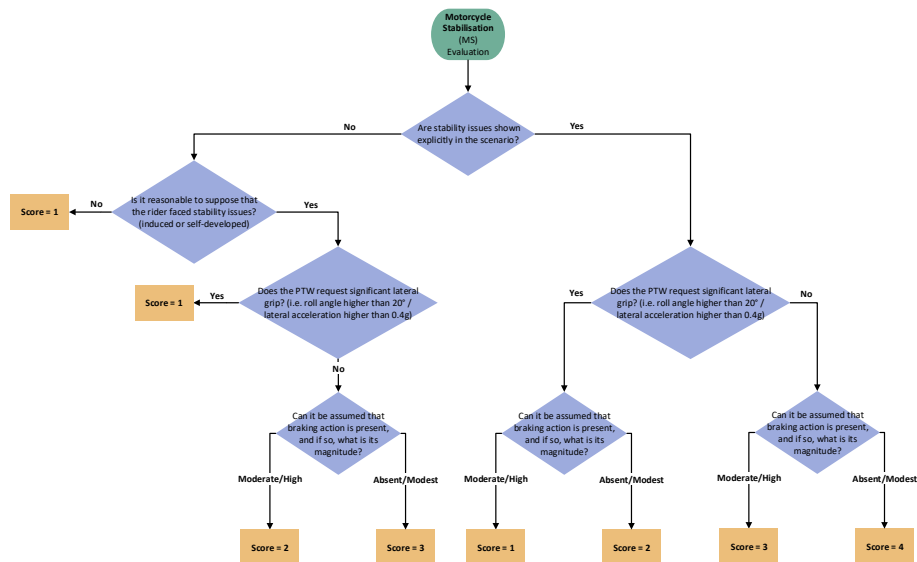 Motorcycle
Stabilisation
(MS)
Evaluation
Are stability issues shown
explicitly in the scenario?
No
Yes
Is it reasonable to suppose that
the rider faced stability issues?
(induced or self-developed)
No
Score = 1
Yes
Does the PTW request significant lateral
grip? (i.e. roll angle higher than 20° /
lateral acceleration higher than 0.4g)
Yes
Score = 1
No
Can it be assumed that
braking action is present,
and if so, what is its
magnitude?
Moderate/High
Absent/Modest
Score = 2
Score = 3
Does the PTW request significant lateral
grip? (i.e. roll angle higher than 20° /
lateral acceleration higher than 0.4g)
Yes
No
Can it be assumed that
braking action is present,
and if so, what is its
magnitude?
Moderate/High
Absent/Modest
Score = 1
Score = 2
Can it be assumed that
braking action is present,
and if so, what is its
magnitude?
Moderate/High
Absent/Modest
Score = 3
Score = 4